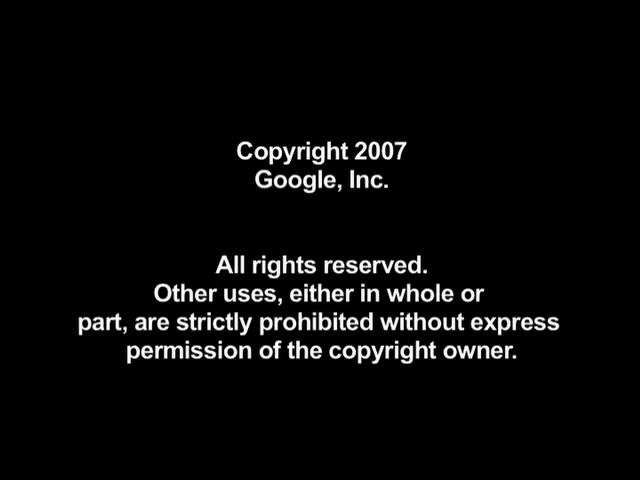 Copyright 2007
Google, Inc.
All rights reserved.
Other uses, either in whole or
part, are strictly prohibited without express
permission of the copyright owner.